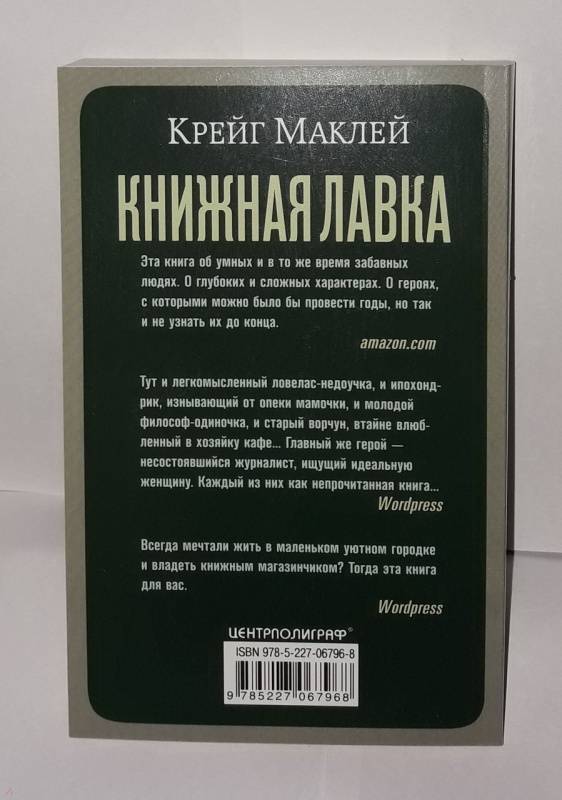 Крейг Маклей
КНИЖНАЯ ЛАВКА
Эта книга об умных и в то же время забавных
людях. О глубоких и сложных характерах. О героях,
с которыми можно было бы провести годы, но так
и не узнать их до конца.
amazon.com
Тут и легкомысленный ловелас-недоучка, и ипохонд-
рик, изнывающий от опеки мамочки, и молодой
философ-одиночка, и старый ворчун, втайне влюб-
ленный в хозяйку кафе... Главный же герой —
несостоявшийся журналист, ищущий идеальную
женщину. Каждый из них как непрочитанная книга...
Wordpress
Всегда мечтали жить в маленьком уютном городке
и владеть книжным магазинчиком? Тогда эта книга
для вас.
Wordpress
ЦЕНТРПОЛИГРАФ®
ISBN 978-5-227-06796-8
9 785227 067968